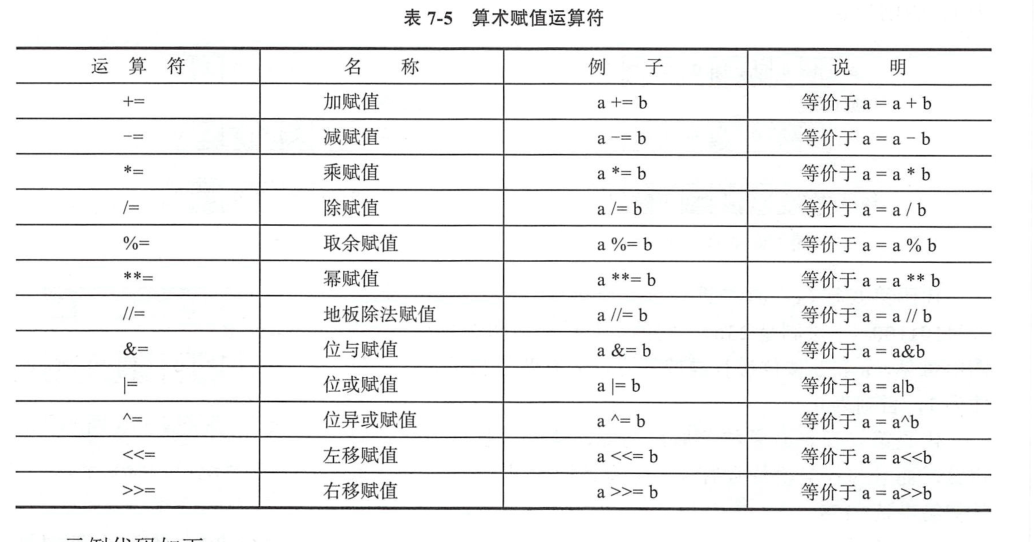 表 7-5 算术赋值运算符
运 算 符 名 称 例 子 说 明
+= 加赋值 a += b 等价于 a = a + b
-= 减赋值 a -= b 等价于 a = a - b
*= 乘赋值 a *= b 等价于 a = a * b
/= 除赋值 a /= b 等价于 a = a / b
%= 取余赋值 a %= b 等价于 a = a % b
**= 幂赋值 a **= b 等价于 a = a ** b
//= 地板除法赋值 a //= b 等价于 a = a // b
&= 位与赋值 a &= b 等价于 a = a&b
|= 位或赋值 a |= b 等价于 a = a|b
^= 位异或赋值 a ^= b 等价于 a = a^b
<<= 左移赋值 a <<= b 等价于 a = a<<b
>>= 右移赋值 a >>= b 等价于 a = a>>b